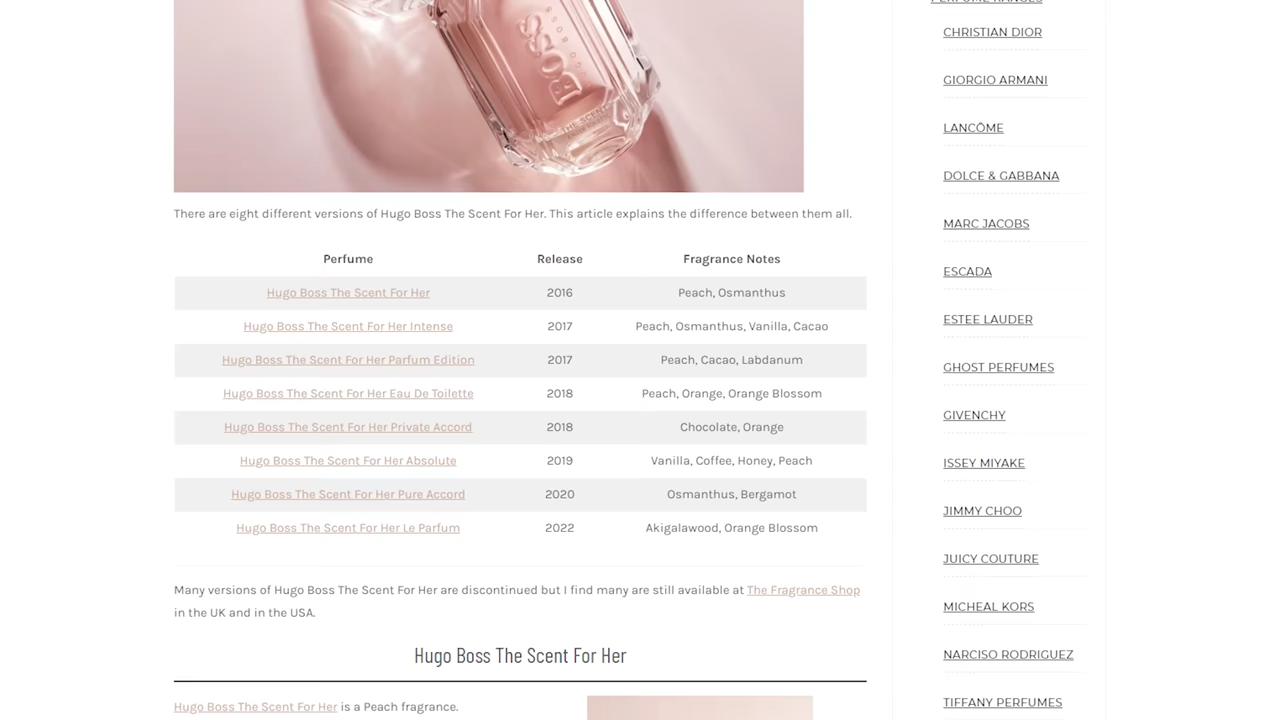 BOSS
THE SCENT
There are eight different versions of Hugo Boss The Scent For Her. This article explains the difference between them all.
Perfume Release Fragrance Notes
Hugo Boss The Scent For Her 2016 Peach, Osmanthus
Hugo Boss The Scent For Her Intense 2017 Peach, Osmanthus, Vanilla, Cacao
Hugo Boss The Scent For Her Parfum Edition 2017 Peach, Cacao, Labdanum
Hugo Boss The Scent For Her Eau De Toilette 2018 Peach, Orange, Orange Blossom
Hugo Boss The Scent For Her Private Accord 2018 Chocolate, Orange
Hugo Boss The Scent For Her Absolute 2019 Vanilla, Coffee, Honey, Peach
Hugo Boss The Scent For Her Pure Accord 2020 Osmanthus, Bergamot
Hugo Boss The Scent For Her Le Parfum 2022 Akigalawood, Orange Blossom
Many versions of Hugo Boss The Scent For Her are discontinued but I find many are still available at The Fragrance Shop
in the UK and in the USA.
Hugo Boss The Scent For Her
Hugo Boss The Scent For Her is a Peach fragrance.
PERFUME RANGES
CHRISTIAN DIOR
GIORGIO ARMANI
LANCÔME
DOLCE & GABBANA
MARC JACOBS
ESCADA
ESTEE LAUDER
GHOST PERFUMES
GIVENCHY
ISSEY MIYAKE
JIMMY CHOO
JUICY COUTURE
MICHEAL KORS
NARCISO RODRIGUEZ
TIFFANY PERFUMES